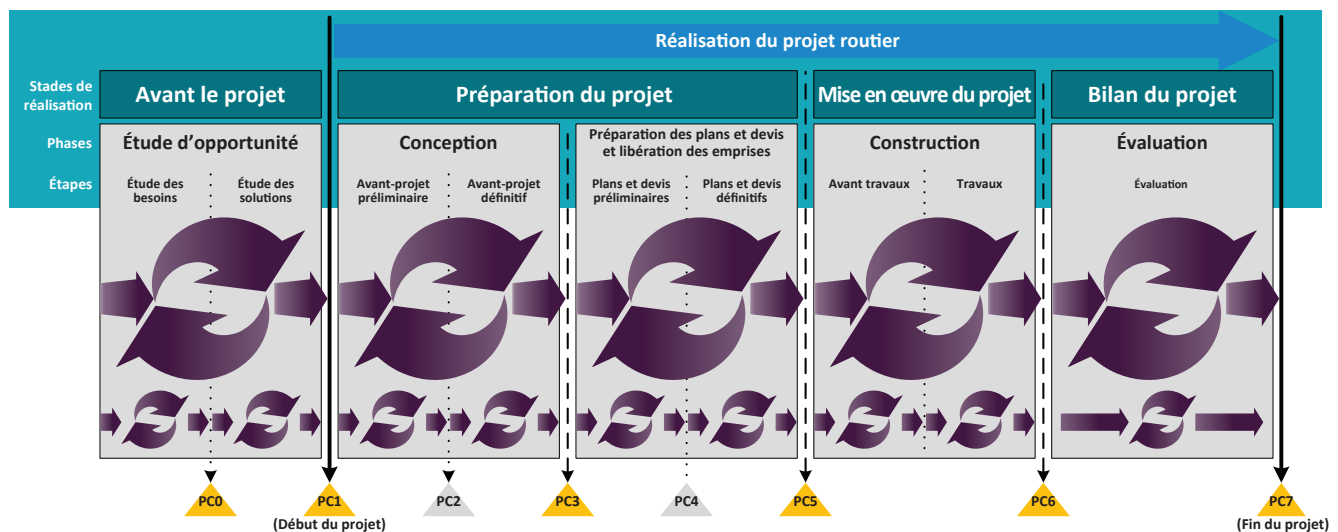 Réalisation du projet routier
Stades de
réalisation
Avant le projet
Préparation du projet
Mise en œuvre du projet
Bilan du projet
Phases
Étude d'opportunité
Conception
Préparation des plans et devis
et libération des emprises
Construction
Évaluation
Étapes
Étude des
besoins
Étude des
solutions
Avant-projet
préliminaire
Avant-projet
définitif
Plans et devis
préliminaires
Plans et devis
définitifs
Avant travaux
Travaux
Évaluation
PC0
PC1
(Début du projet)
PC2
PC3
PC4
PC5
PC6
PC7
(Fin du projet)